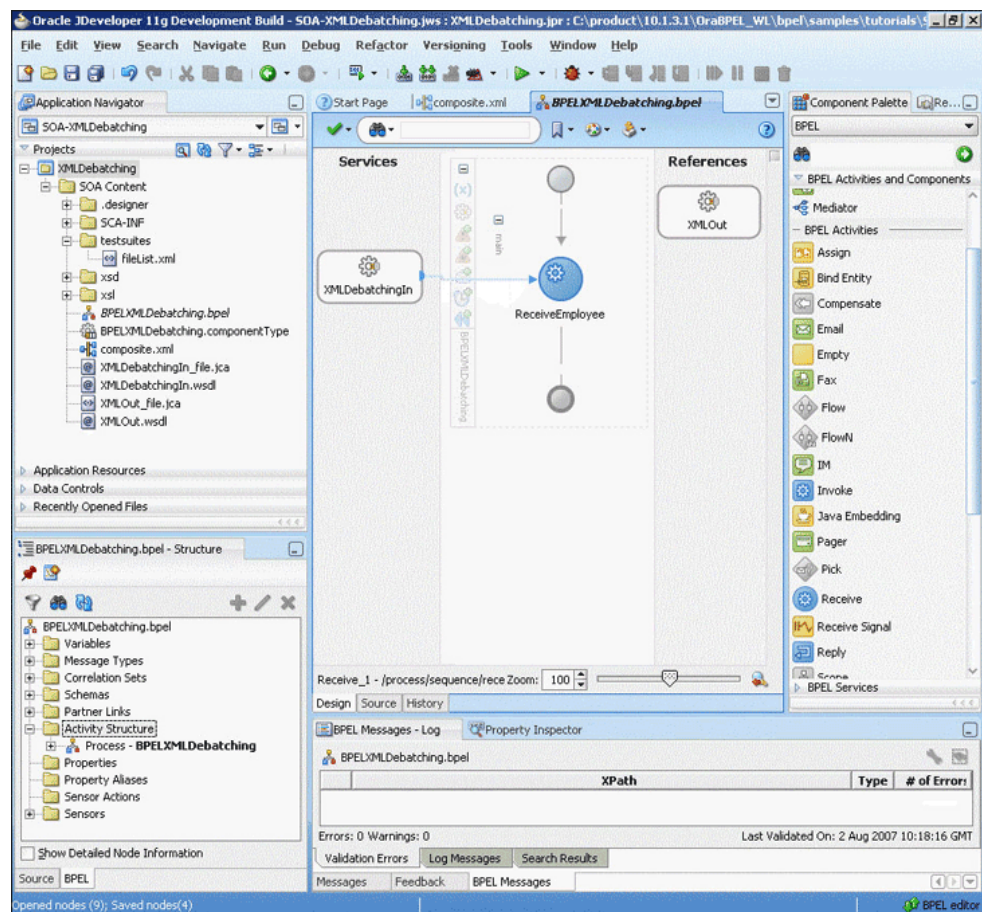 Oracle JDeveloper 11g Development Build - SOA-XMLDebatching.jws : XMLDebatching.jpr : C:\product\10.1.3.1\OraBPEL_WL\bpel\samples\tutorials\
File Edit View Search Navigate Run Debug Refactor Versioning Tools Window Help
Application Navigator
SOA-XMLDebatching
Projects
XMLDebatching
SOA Content
.designer
SCA-INF
testsuites
fileList.xml
xsd
xsl
BPELXMLDebatching.bpel
BPELXMLDebatching.componentType
composite.xml
XMLDebatchingIn_file.jca
XMLDebatchingIn.wsdl
XMLOut_file.jca
XMLOut.wsdl
Application Resources
Data Controls
Recently Opened Files
BPELXMLDebatching.bpel - Structure
BPELXMLDebatching.bpel
Variables
Message Types
Correlation Sets
Schemas
Partner Links
Activity Structure
Process - BPELXMLDebatching
Properties
Property Aliases
Sensor Actions
Sensors
Show Detailed Node Information
Source BPEL
Opened nodes (9); Saved nodes(4)
Start Page composite.xml BPELXMLDebatching.bpel
Services
References
(x)
main
XMLOut
XMLDebatchingIn
ReceiveEmployee
BPELXMLDebatching
Receive_1 - /process/sequence/rece Zoom: 100
Design Source History
BPEL Messages - Log Property Inspector
BPELXMLDebatching.bpel
XPath Type # of Errors
Errors: 0 Warnings: 0 Last Validated On: 2 Aug 2007 10:18:16 GMT
Validation Errors Log Messages Search Results
Messages Feedback BPEL Messages
Component Palette Re...
BPEL
BPEL Activities and Components
Mediator
BPEL Activities
Assign
Bind Entity
Compensate
Email
Empty
Fax
Flow
FlowN
IM
Invoke
Java Embedding
Pager
Pick
Receive
Receive Signal
Reply
Scope
BPEL Services
BPEL editor